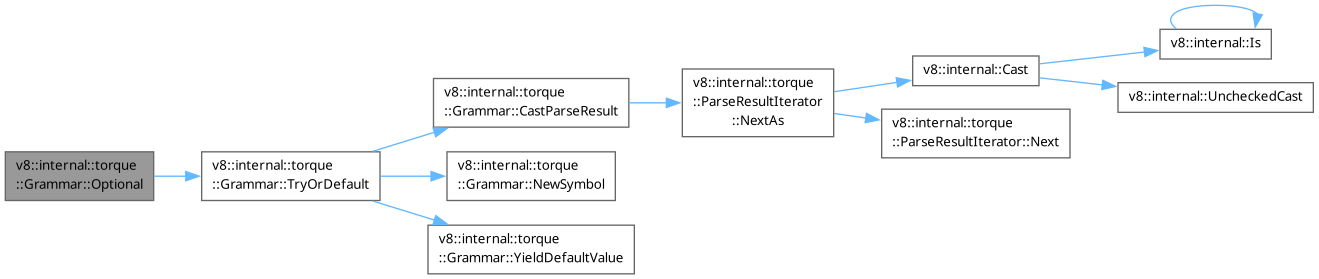 v8::internal::torque
::Grammar::Optional
v8::internal::torque
::Grammar::TryOrDefault
v8::internal::torque
::Grammar::CastParseResult
v8::internal::torque
::Grammar::NewSymbol
v8::internal::torque
::Grammar::YieldDefaultValue
v8::internal::torque
::ParseResultIterator
::NextAs
v8::internal::Cast
v8::internal::torque
::ParseResultIterator::Next
v8::internal::Is
v8::internal::UncheckedCast